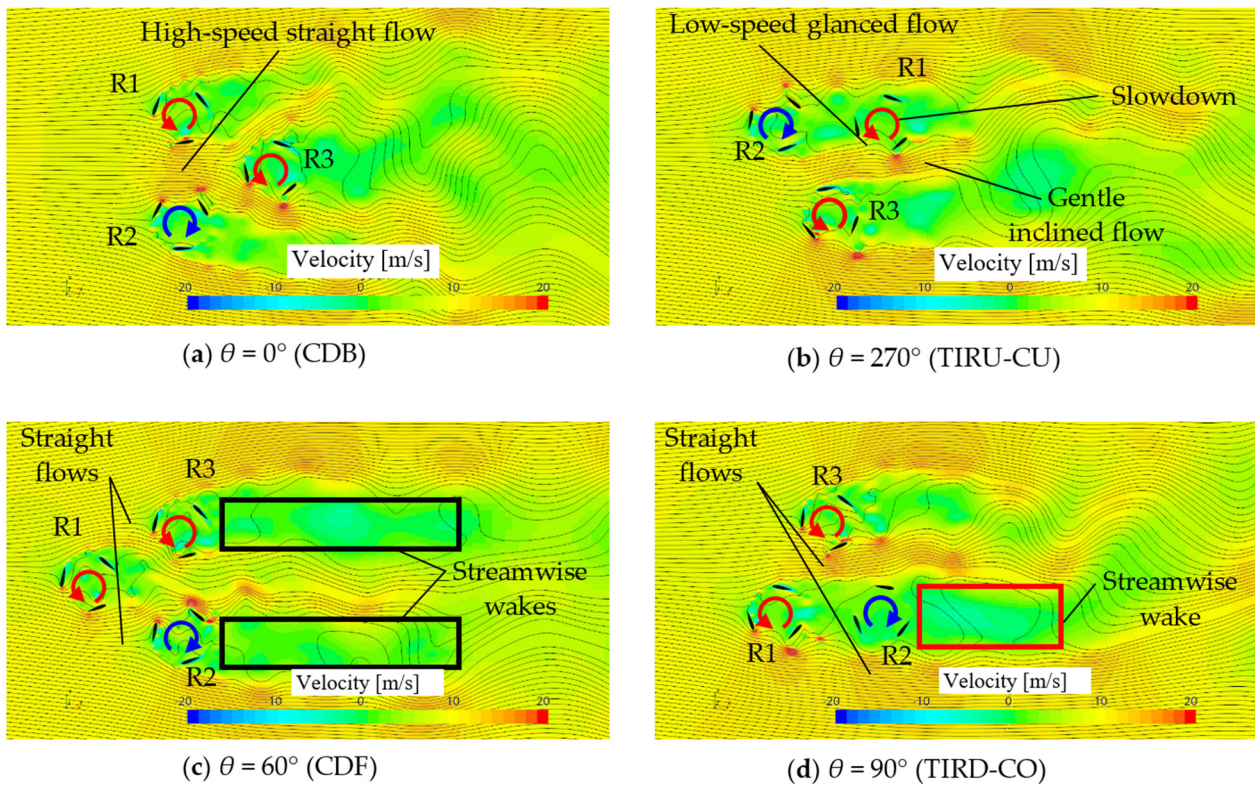 High-speed straight flow
R1
R3
R2
Velocity [m/s]
-20 -10 0 10 20
(a) θ = 0° (CDB)
Low-speed glanced flow
R1
Slowdown
R2
R3
Gentle
inclined flow
Velocity [m/s]
-20 -10 0 10 20
(b) θ = 270° (TIRU-CU)
Straight
flows
R3
R1
Streamwise
wakes
R2
Velocity [m/s]
-20 -10 0 10 20
(c) θ = 60° (CDF)
Straight
flows
R3
Streamwise
wake
R1
R2
Velocity [m/s]
-20 -10 0 10 20
(d) θ = 90° (TIRD-CO)